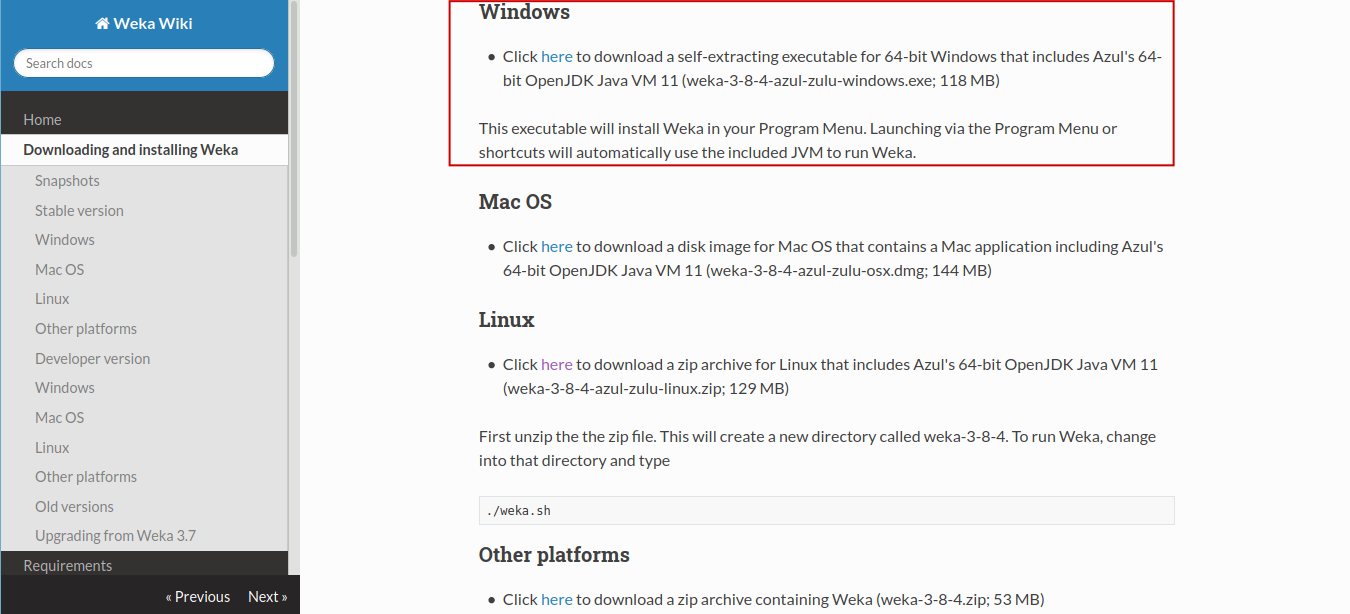 Weka Wiki
Search docs
Home
Downloading and installing Weka
Snapshots
Stable version
Windows
Mac OS
Linux
Other platforms
Developer version
Windows
Mac OS
Linux
Other platforms
Old versions
Upgrading from Weka 3.7
Requirements
« Previous Next »
Windows
• Click here to download a self-extracting executable for 64-bit Windows that includes Azul's 64-
bit OpenJDK Java VM 11 (weka-3-8-4-azul-zulu-windows.exe; 118 MB)
This executable will install Weka in your Program Menu. Launching via the Program Menu or
shortcuts will automatically use the included JVM to run Weka.
Mac OS
• Click here to download a disk image for Mac OS that contains a Mac application including Azul's
64-bit OpenJDK Java VM 11 (weka-3-8-4-azul-zulu-osx.dmg; 144 MB)
Linux
• Click here to download a zip archive for Linux that includes Azul's 64-bit OpenJDK Java VM 11
(weka-3-8-4-azul-zulu-linux.zip; 129 MB)
First unzip the the zip file. This will create a new directory called weka-3-8-4. To run Weka, change
into that directory and type
./weka.sh
Other platforms
• Click here to download a zip archive containing Weka (weka-3-8-4.zip; 53 MB)